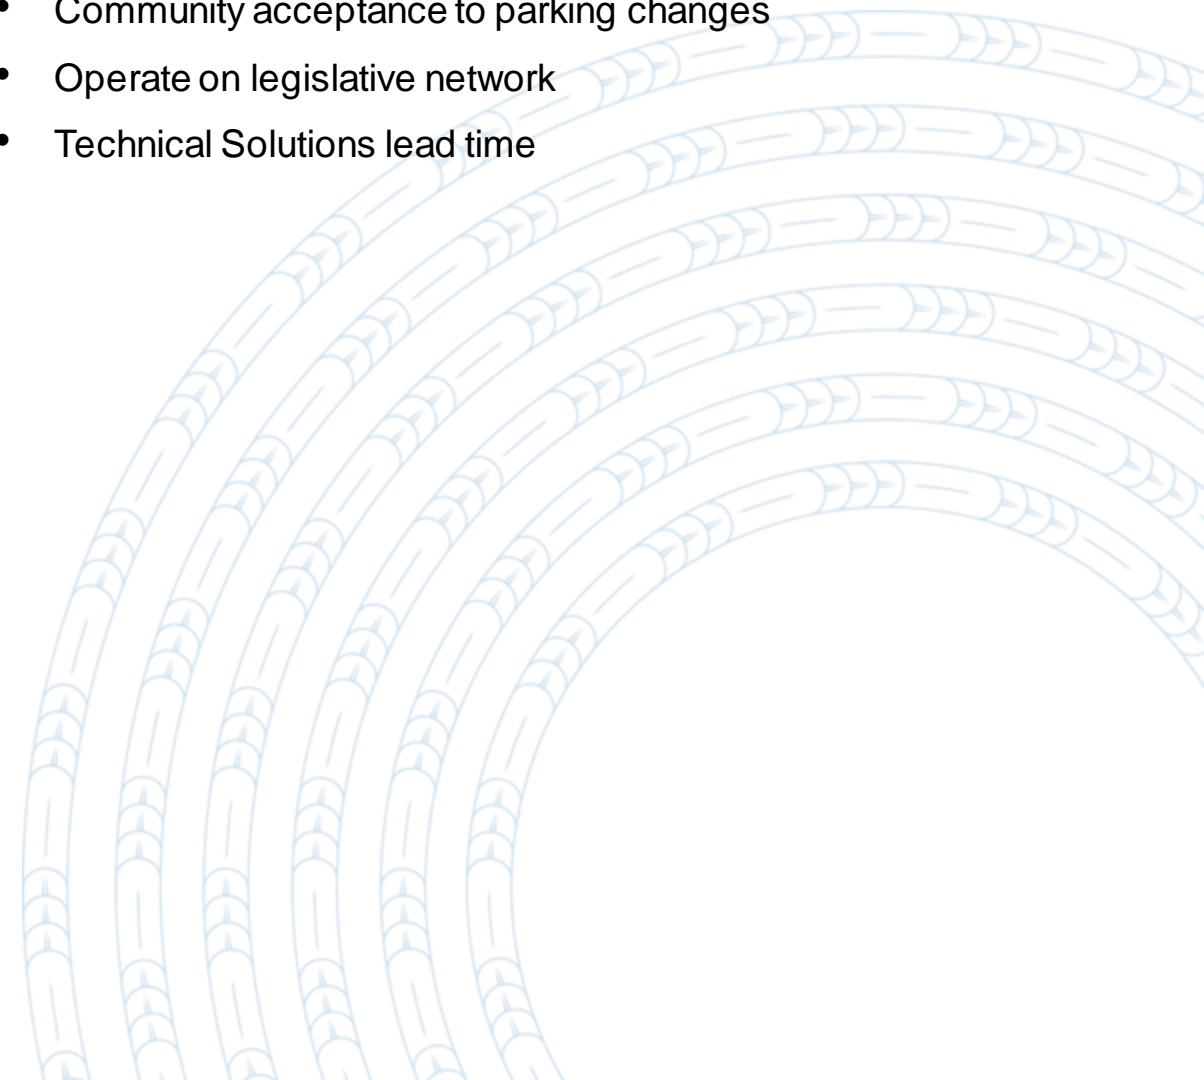 • Community acceptance to parking changes
• Operate on legislative network
• Technical Solutions lead time